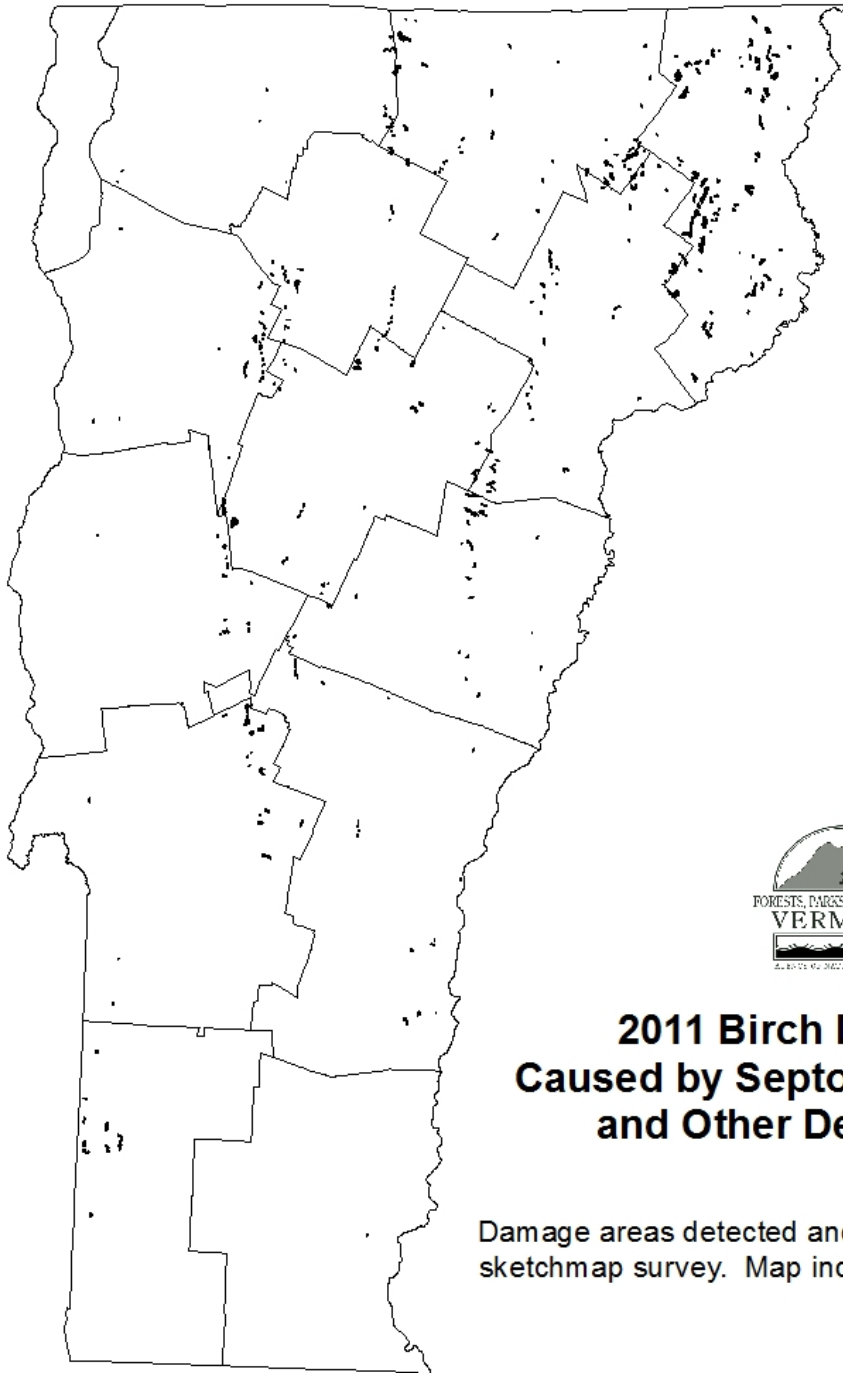 FORESTS, PARKS
VERM
2011 Birch
Caused by Septo
and Other De
Damage areas detected and
sketchmap survey. Map inc